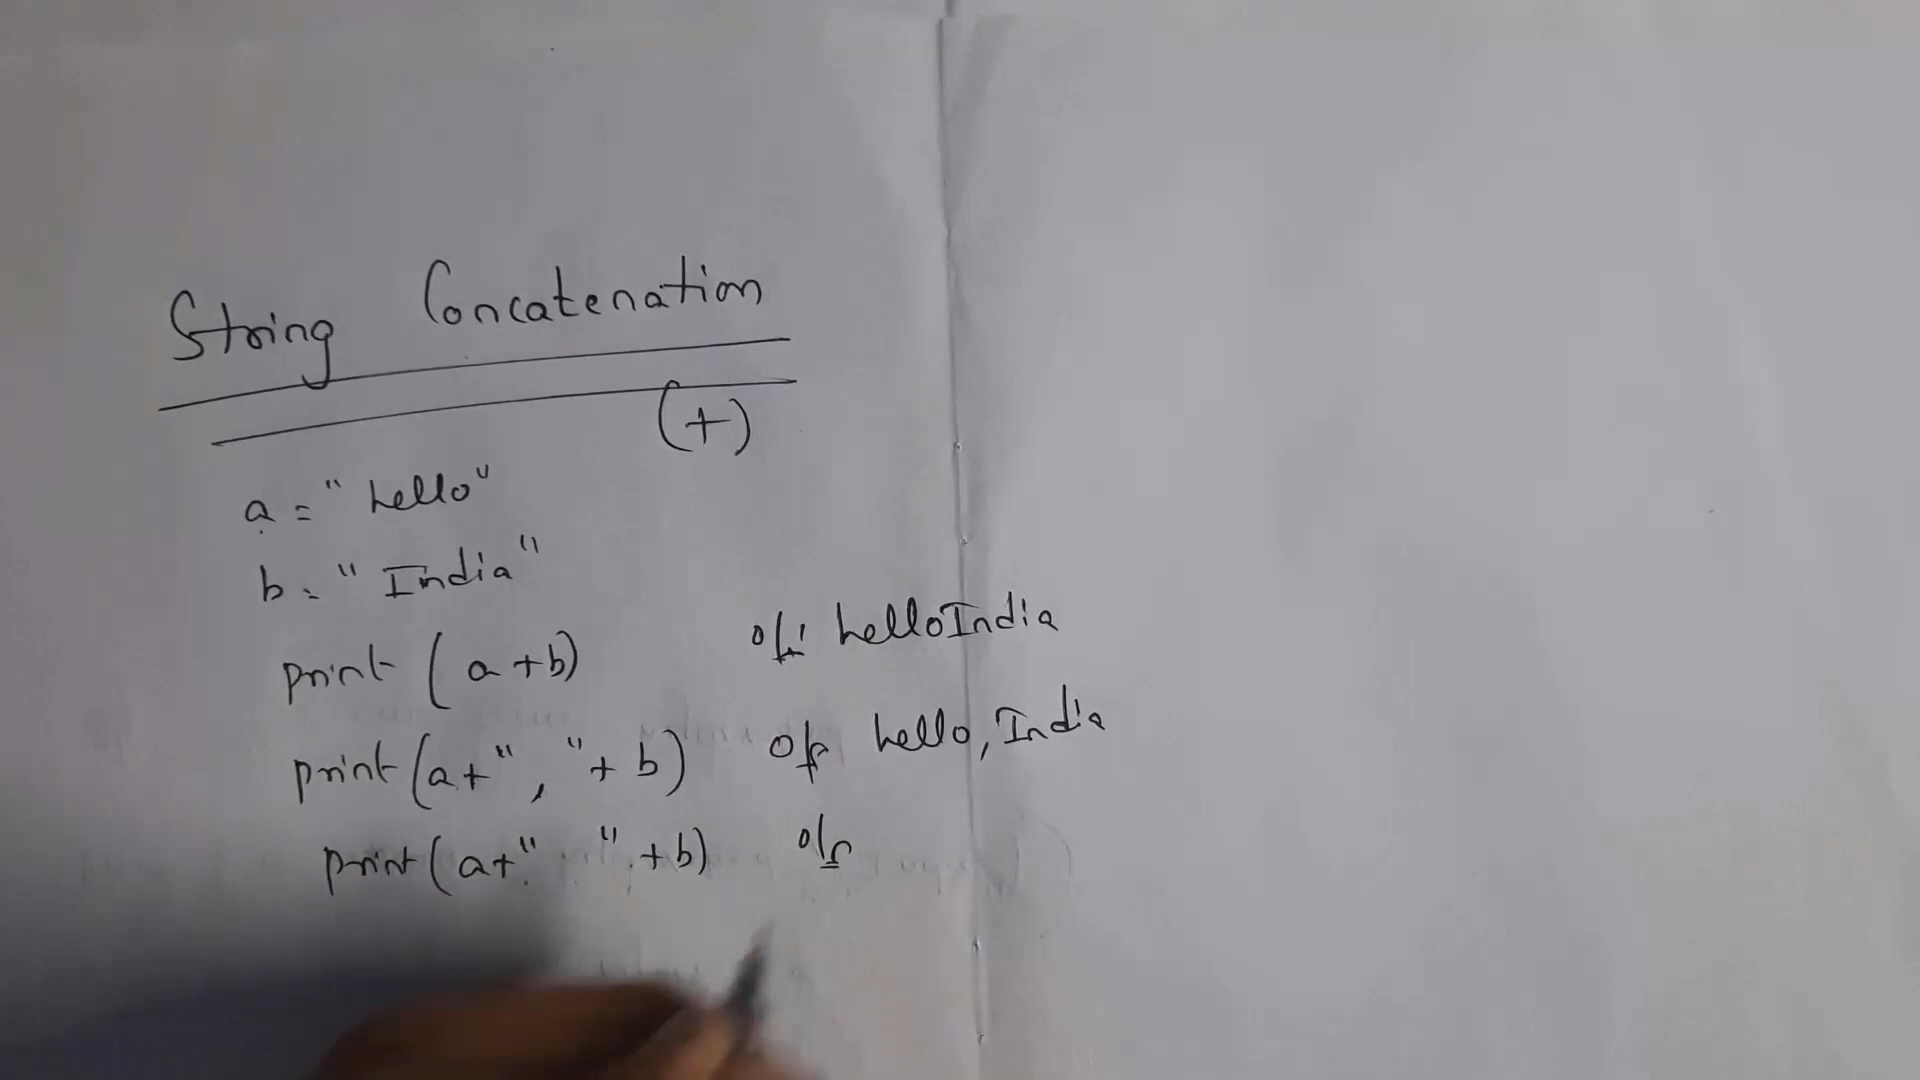 String Concatenation
(+)
a = "hello"
b = "India"
print (a+b) o/p: helloIndia
print(a+","+b) o/p hello,India
print(a+" "+b) o/p